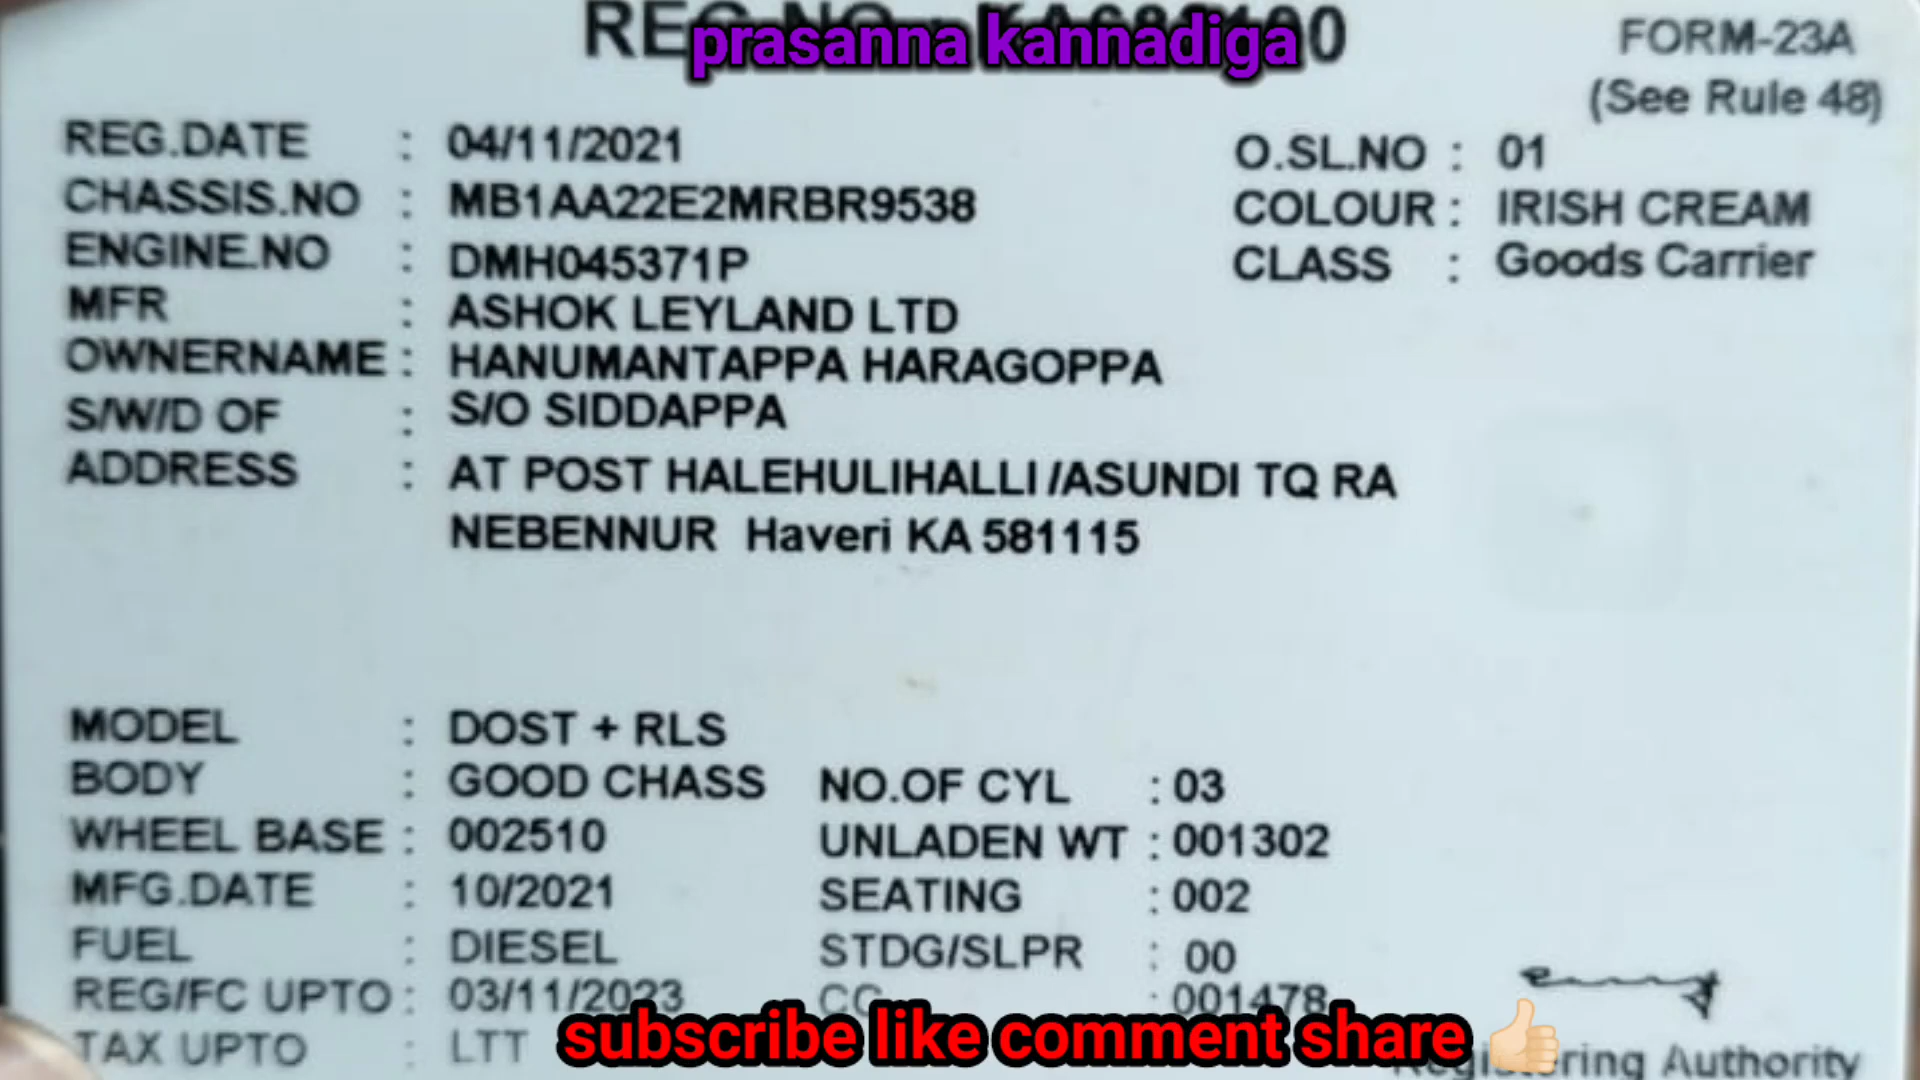 prasanna kannadiga
FORM-23A
(See Rule 48)
REG.DATE : 04/11/2021
O.SL.NO : 01
CHASSIS.NO : MB1AA22E2MRBR9538
COLOUR : IRISH CREAM
ENGINE.NO : DMH045371P
CLASS : Goods Carrier
MFR : ASHOK LEYLAND LTD
OWNERNAME : HANUMANTAPPA HARAGOPPA
S/W/D OF : S/O SIDDAPPA
ADDRESS : AT POST HALEHULIHALLI /ASUNDI TQ RA
NEBENNUR Haveri KA 581115
MODEL : DOST + RLS
BODY : GOOD CHASS NO.OF CYL : 03
WHEEL BASE : 002510 UNLADEN WT : 001302
MFG.DATE : 10/2021 SEATING : 002
FUEL : DIESEL STDG/SLPR : 00
REG/FC UPTO : 03/11/2023 CC : 001478
TAX UPTO : LTT
subscribe like comment share 👍🏻
Authority